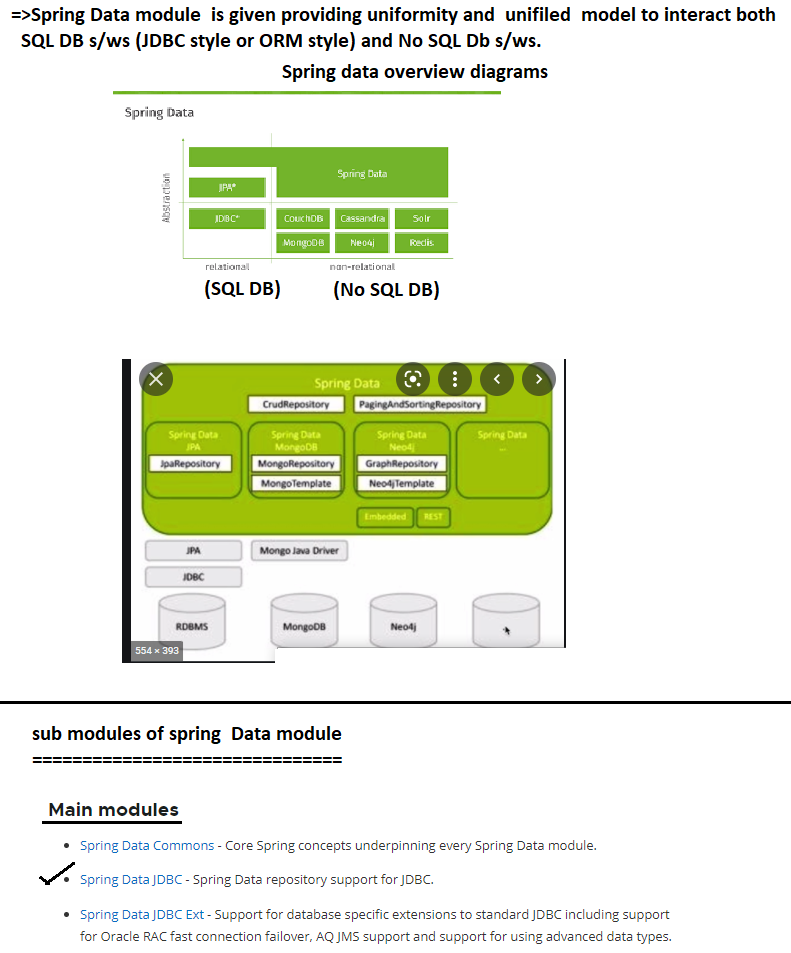 =>Spring Data module is given providing uniformity and unifiled model to interact both
SQL DB s/ws (JDBC style or ORM style) and No SQL Db s/ws.
Spring data overview diagrams
Spring Data
Abstraction
Spring Data
JPA*
JDBC*
CouchDB Cassandra Solr
MongoDB Neo4j Redis
relational non-relational
(SQL DB) (No SQL DB)
Spring Data
CrudRepository PagingAndSortingRepository
Spring Data Spring Data Spring Data Spring Data
JPA MongoDB Neo4j ...
JpaRepository MongoRepository GraphRepository
MongoTemplate Neo4jTemplate
Embedded REST
JPA Mongo Java Driver
JDBC
RDBMS MongoDB Neo4j
554 × 393
sub modules of spring Data module
===============================
Main modules
• Spring Data Commons - Core Spring concepts underpinning every Spring Data module.
• Spring Data JDBC - Spring Data repository support for JDBC.
• Spring Data JDBC Ext - Support for database specific extensions to standard JDBC including support
for Oracle RAC fast connection failover, AQ JMS support and support for using advanced data types.